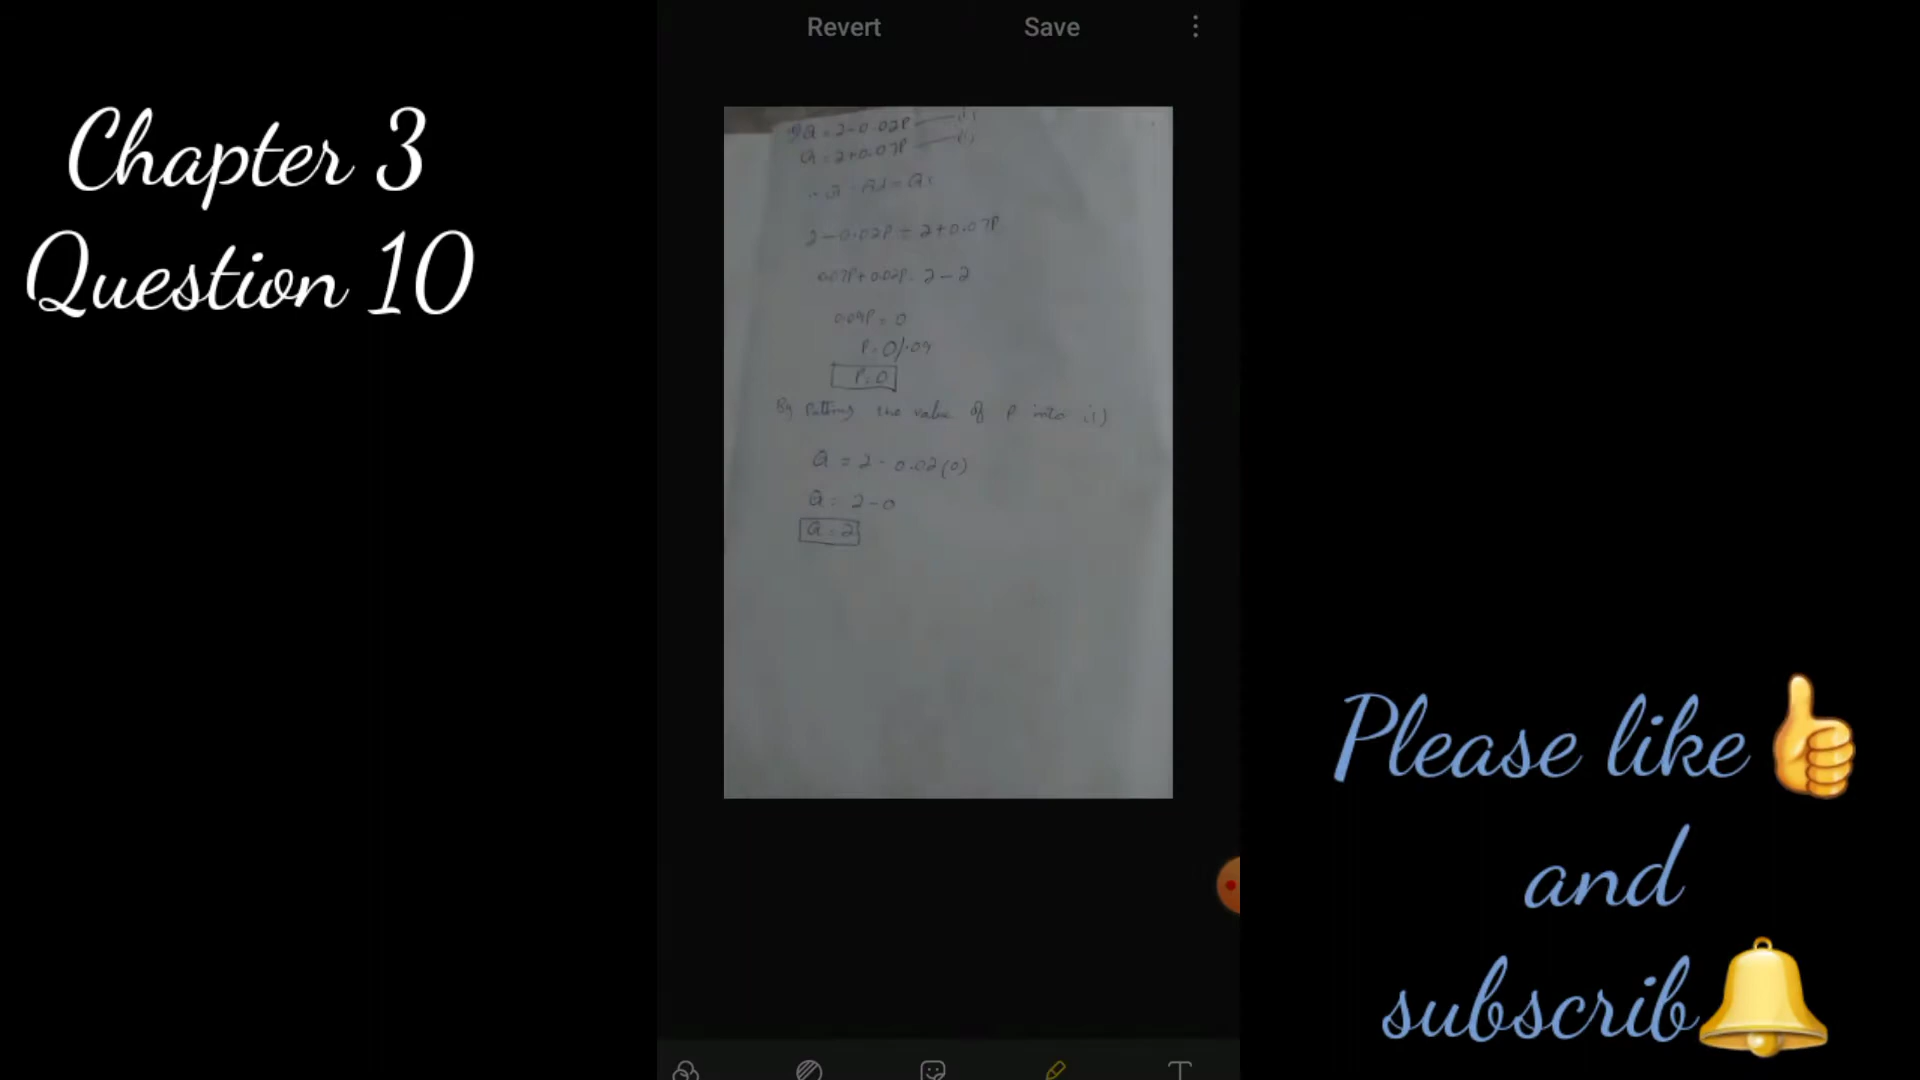 Chapter 3
Question 10
Revert Save
Q = 2-0.02P (1)
Q = 2+0.07P
2-0.02P = 2+0.07P
0.07P+0.02P = 2-2
0.09P = 0
P = 0/.09
P = 0
By Putting the value of P into (1)
Q = 2 - 0.02(0)
Q = 2-0
Q = 2
T
Please like
and
subscrib